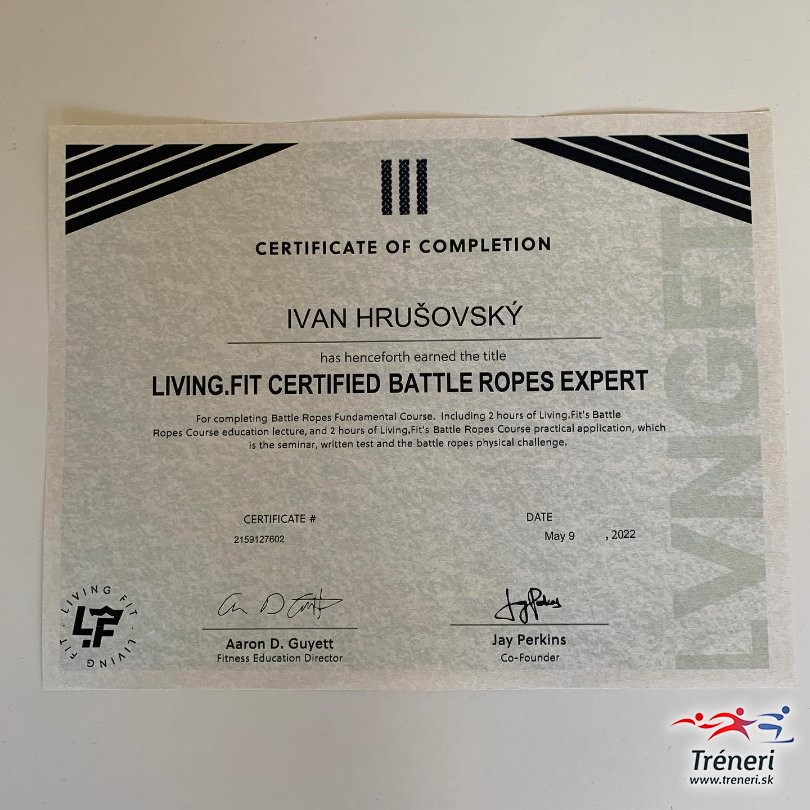 CERTIFICATE OF COMPLETION
IVAN HRUŠOVSKÝ
has henceforth earned the title
LIVING.FIT CERTIFIED BATTLE ROPES EXPERT
For completing Battle Ropes Fundamental Course. Including 2 hours of Living.Fit's Battle
Ropes Course education lecture, and 2 hours of Living.Fit's Battle Ropes Course practical application, which
is the seminar, written test and the battle ropes physical challenge.
CERTIFICATE #
2159127602
DATE
May 9 , 2022
LIVING FIT · LIVING FIT ·
LF
Aaron D. Guyett
Fitness Education Director
Jay Perkins
Jay Perkins
Co-Founder
LVNGFT
Tréneri
www.treneri.sk